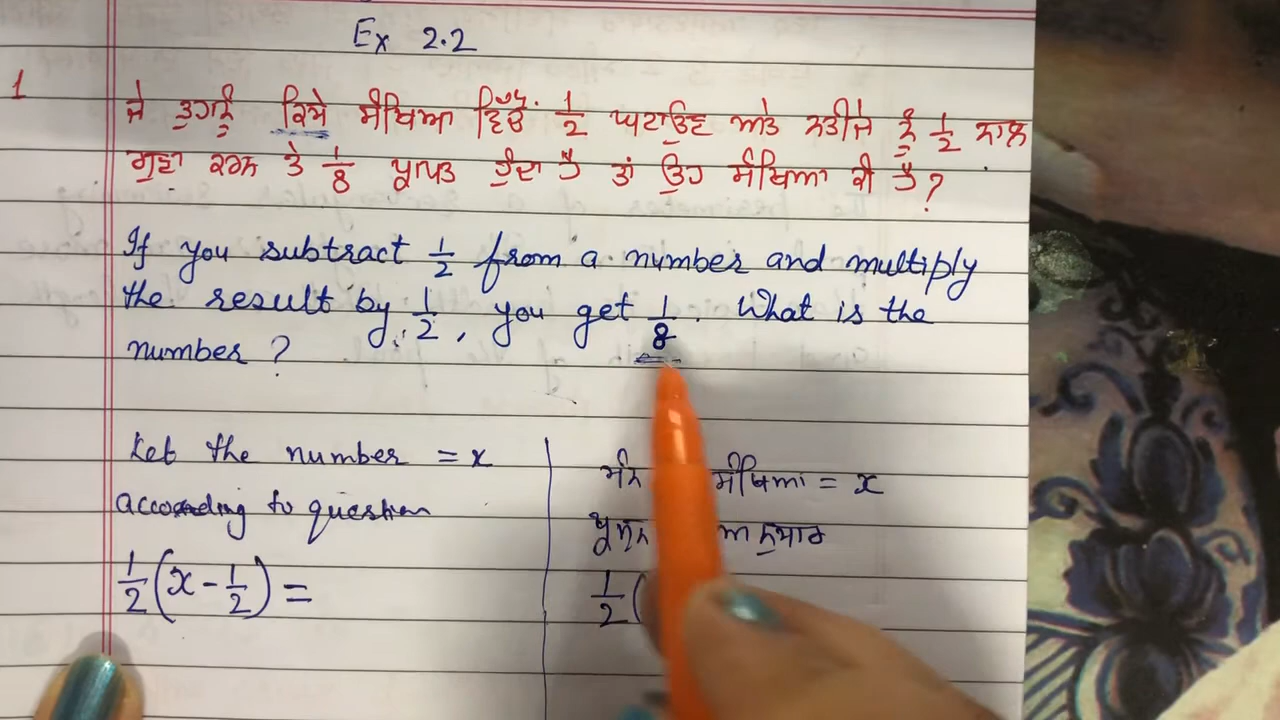 Ex 2.2
1
ਜੇ ਤੁਹਾਨੂੰ ਕਿਸੇ ਸੰਖਿਆ ਵਿੱਚੋਂ 1/2 ਘਟਾਉਣ ਅਤੇ ਨਤੀਜੇ ਨੂੰ 1/2 ਨਾਲ
ਗੁਣਾ ਕਰਨ ਤੇ 1/8 ਪ੍ਰਾਪਤ ਹੁੰਦਾ ਹੈ ਤਾਂ ਉਹ ਸੰਖਿਆ ਕੀ ਹੈ?
If you subtract 1/2 from a number and multiply
the result by 1/2, you get 1/8. What is the
number ?
Let the number = x
according to question
1/2(x-1/2) =
ਸੰਖਿਆ = x
ਅਨੁਸਾਰ
1/2(